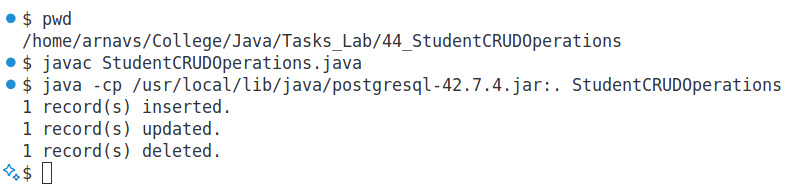 $ pwd
/home/arnavs/College/Java/Tasks_Lab/44_StudentCRUDOperations
$ javac StudentCRUDOperations.java
$ java -cp /usr/local/lib/java/postgresql-42.7.4.jar:. StudentCRUDOperations
1 record(s) inserted.
1 record(s) updated.
1 record(s) deleted.
$